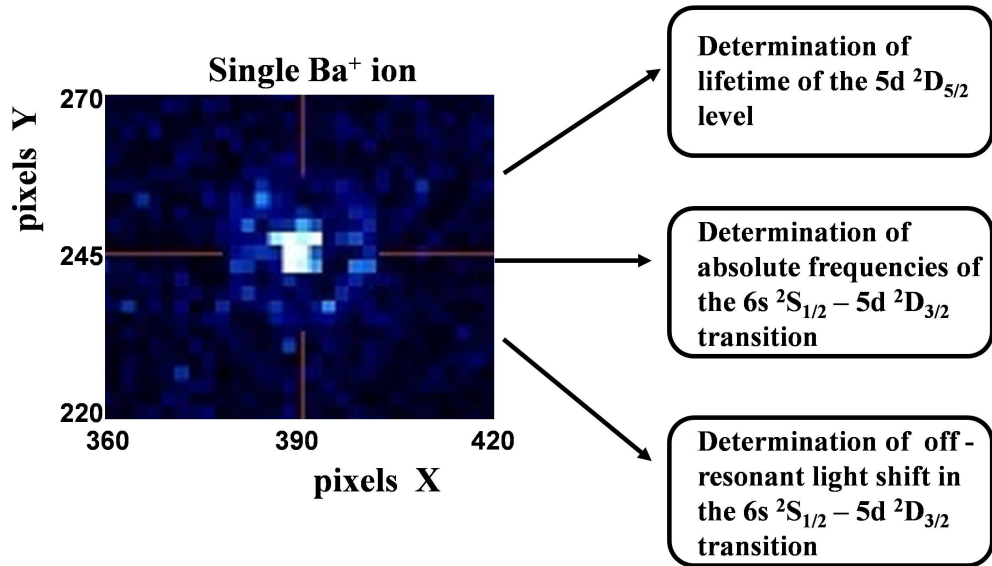 Single Ba⁺ ion
pixels Y
270
245
220
360
390
420
pixels X
Determination of
lifetime of the 5d ²D₅/₂
level
Determination of
absolute frequencies of
the 6s ²S₁/₂ – 5d ²D₃/₂
transition
Determination of off -
resonant light shift in
the 6s ²S₁/₂ – 5d ²D₃/₂
transition